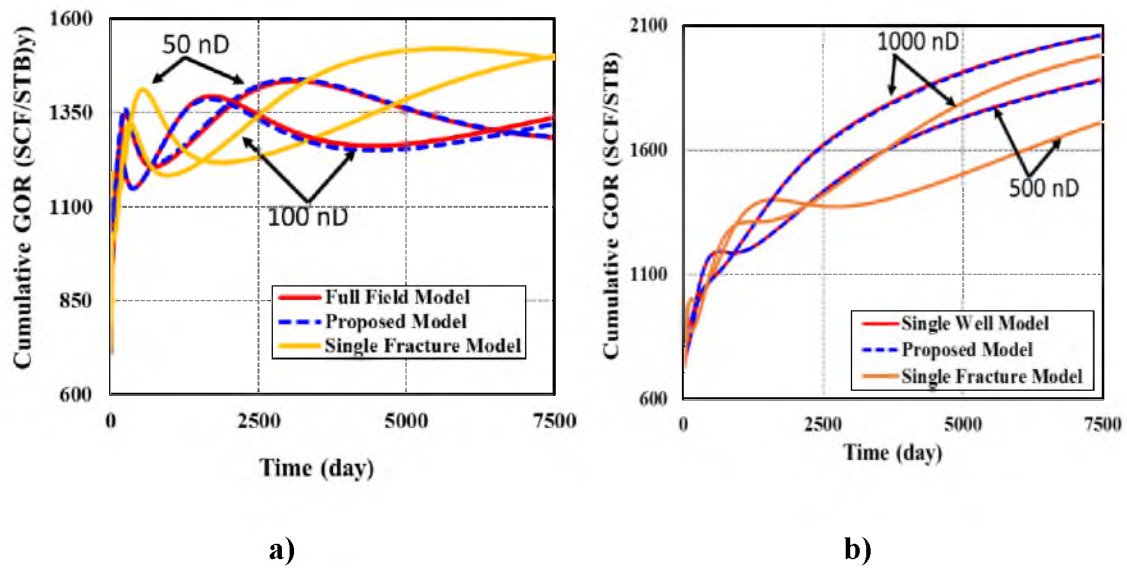 1600
1350
1100
850
600
Cumulative GOR (SCF/STB)y)
50 nD
100 nD
Full Field Model
Proposed Model
Single Fracture Model
0
2500
5000
7500
Time (day)
a)
2100
1600
1100
600
Cumulative GOR (SCF/STB)
1000 nD
500 nD
Single Well Model
Proposed Model
Single Fracture Model
0
2500
5000
7500
Time (day)
b)